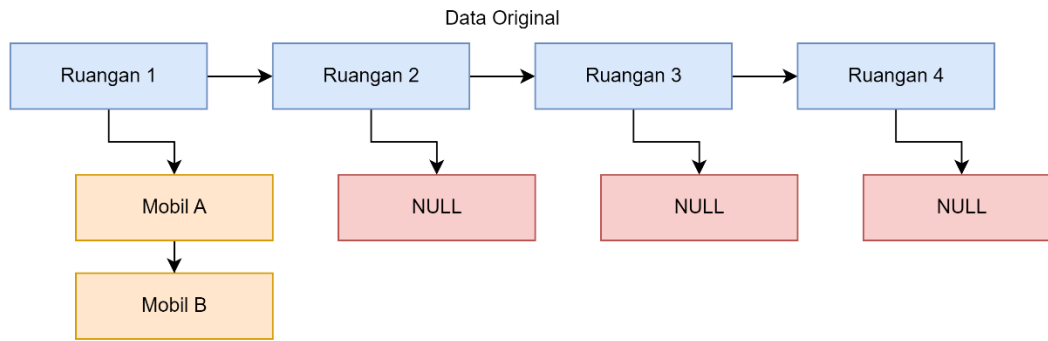 Data Original
Ruangan 1
Ruangan 2
Ruangan 3
Ruangan 4
Mobil A
NULL
NULL
NULL
Mobil B